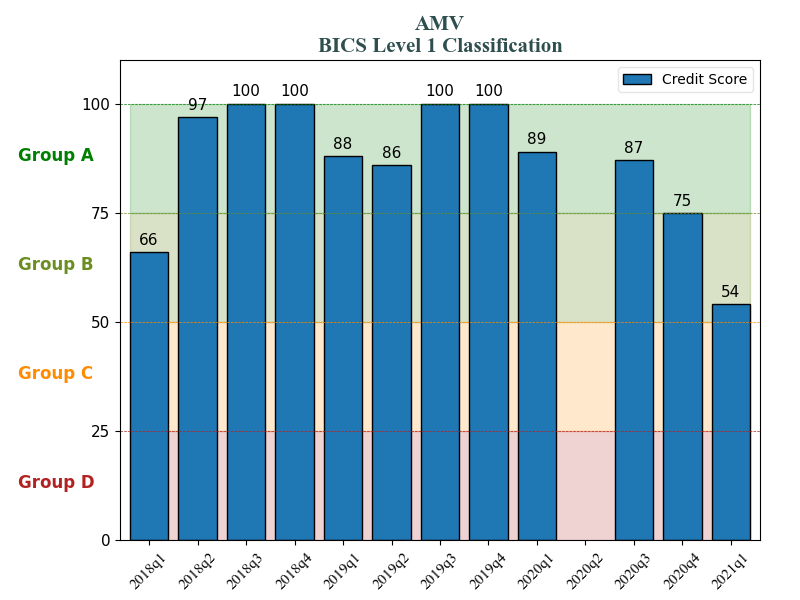 AMV
BICS Level 1 Classification
Credit Score
100
75
50
25
0
Group A
Group B
Group C
Group D
66
97
100
100
88
86
100
100
89
87
75
54
2018q1
2018q2
2018q3
2018q4
2019q1
2019q2
2019q3
2019q4
2020q1
2020q2
2020q3
2020q4
2021q1